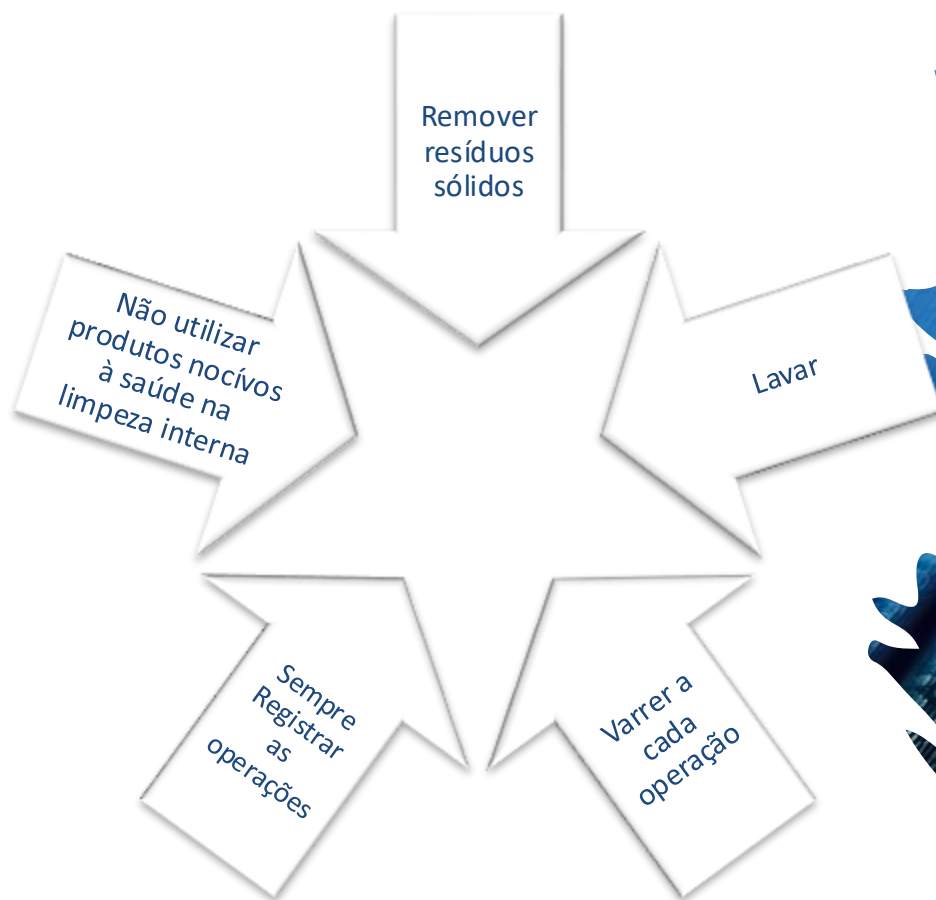 Remover
resíduos
sólidos
Lavar
Varrer a
cada
operação
Sempre
Registrar
as
operações
Não utilizar
produtos nocívos
à saúde na
limpeza interna